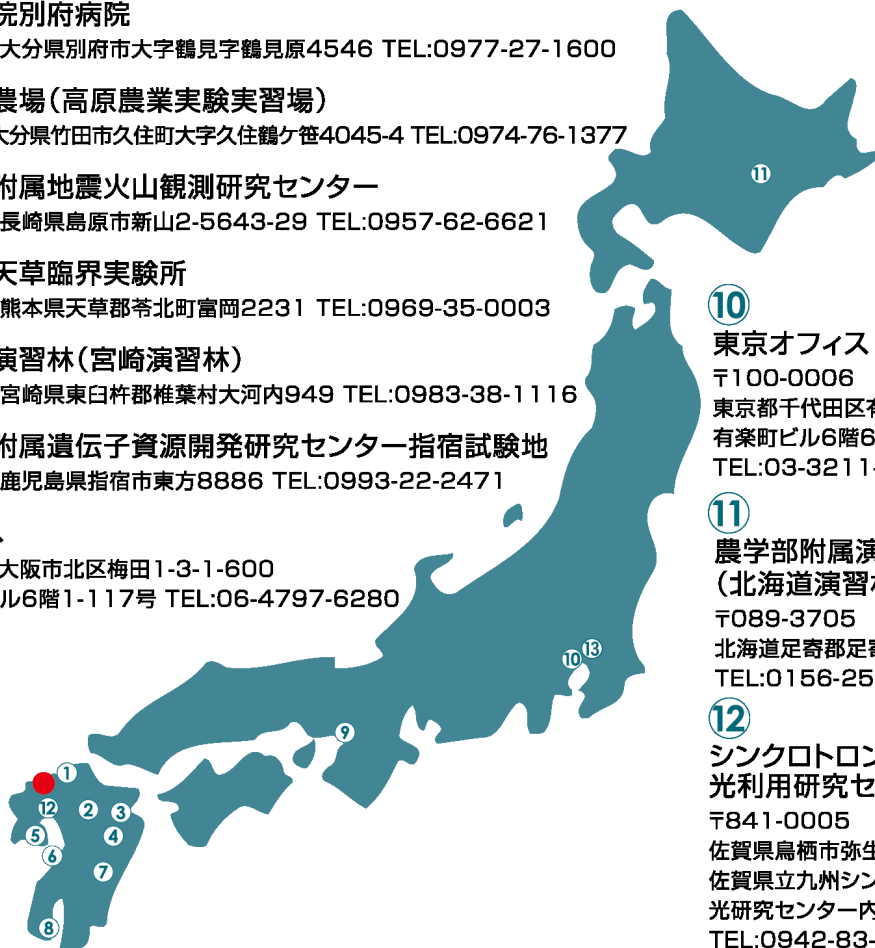 院別府病院
大分県別府市大字鶴見字鶴見原4546 TEL:0977-27-1600
農場(高原農業実験実習場)
大分県竹田市久住町大字久住鶴ケ笹4045-4 TEL:0974-76-1377
附属地震火山観測研究センター
長崎県島原市新山2-5643-29 TEL:0957-62-6621
天草臨界実験所
熊本県天草郡苓北町富岡2231 TEL:0969-35-0003
演習林(宮崎演習林)
宮崎県東臼杵郡椎葉村大河内949 TEL:0983-38-1116
附属遺伝子資源開発研究センター指宿試験地
鹿児島県指宿市東方8886 TEL:0993-22-2471
大阪市北区梅田1-3-1-600
ル6階1-117号 TEL:06-4797-6280
11
10
東京オフィス
〒100-0006
東京都千代田区有
有楽町ビル6階6
TEL:03-3211-
11
農学部附属演
(北海道演習林
〒089-3705
北海道足寄郡足寄
TEL:0156-25
12
シンクロトロン
光利用研究セ
〒841-0005
佐賀県鳥栖市弥生
佐賀県立九州シン
光研究センター内
TEL:0942-83-
13
10
9
1
12
2
3
5
4
6
7
8